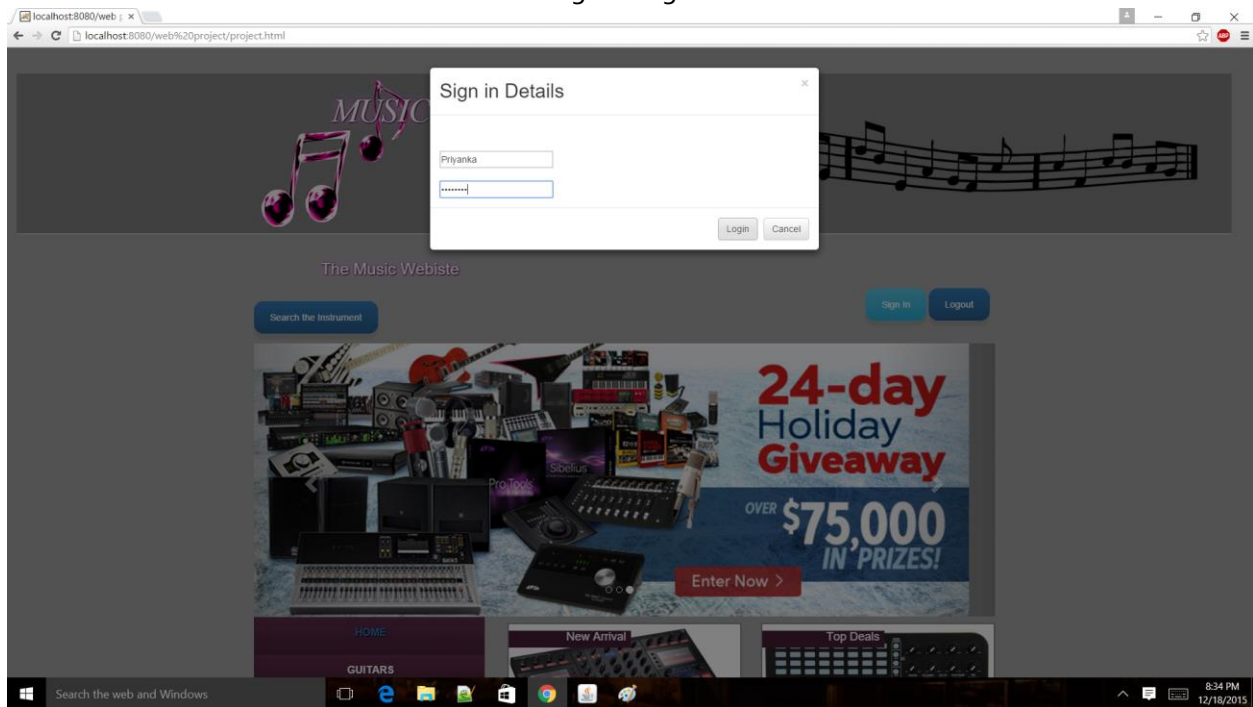 localhost:8080/web p
localhost:8080/web%20project/project.html
ABP
Sign in Details
×
MUSIC
Priyanka
••••••••
Login Cancel
The Music Webiste
Sign In Logout
Search the Instrument
24-day
Holiday
Giveaway
Sibelius
Pro Tools
OVER $75,000
IN PRIZES!
Enter Now >
HOME
New Arrival
Top Deals
GUITARS
Search the web and Windows
8:34 PM
12/18/2015